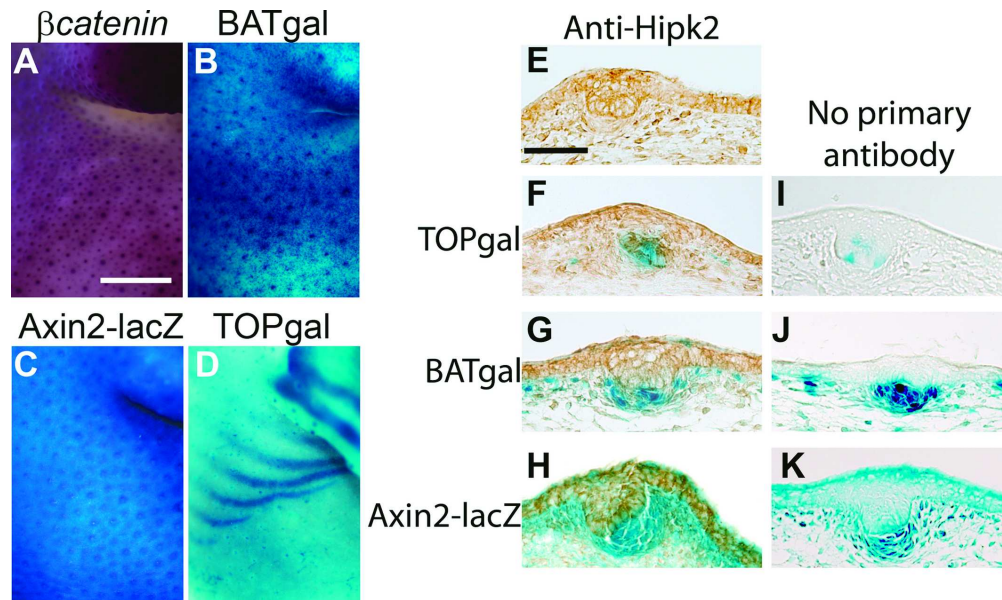 βcatenin BATgal
A B
Axin2-lacZ TOPgal
C D
Anti-Hipk2
E
No primary
antibody
TOPgal F I
BATgal G J
Axin2-lacZ H K